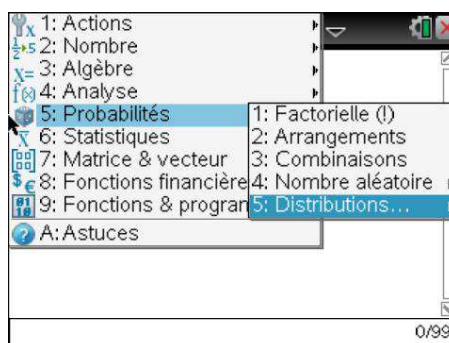 1: Actions
2: Nombre
3: Algèbre
4: Analyse
5: Probabilités
6: Statistiques
7: Matrice & vecteur
8: Fonctions financière
9: Fonctions & progran
A: Astuces
1: Factorielle (!)
2: Arrangements
3: Combinaisons
4: Nombre aléatoire
5: Distributions...
0/99